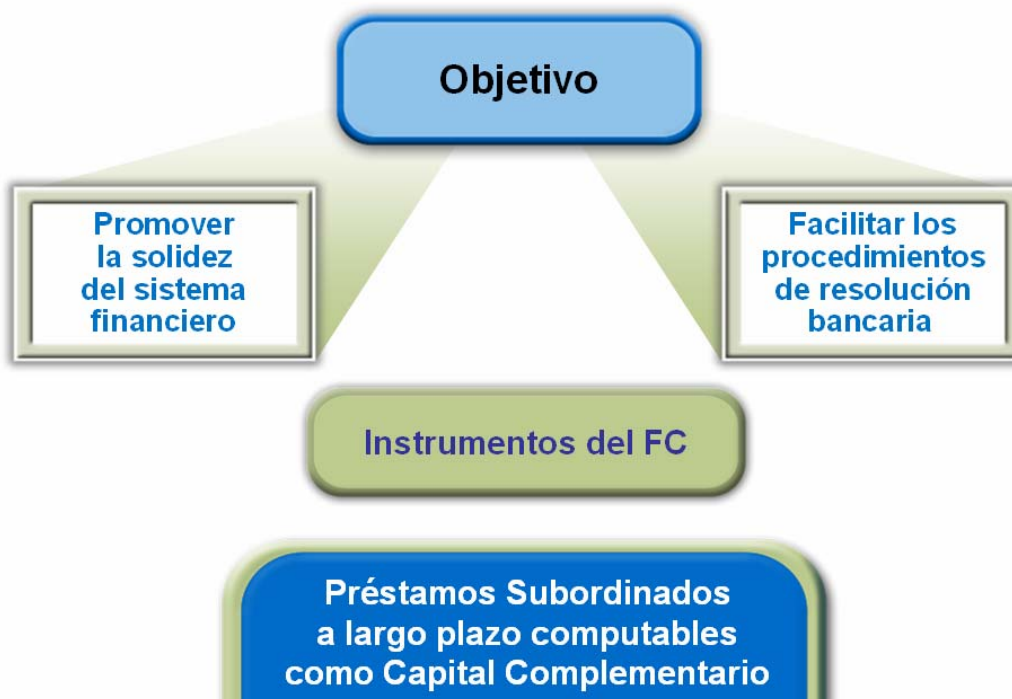 Objetivo
Promover
la solidez
del sistema
financiero
Facilitar los
procedimientos
de resolución
bancaria
Instrumentos del FC
Préstamos Subordinados
a largo plazo computables
como Capital Complementario